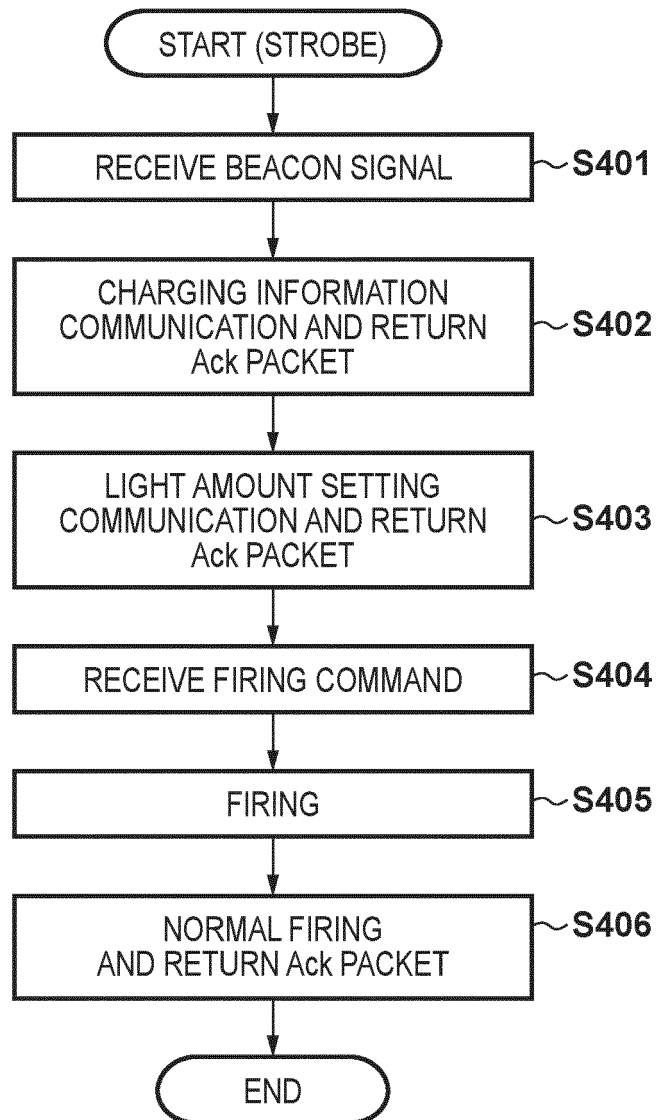 START (STROBE)
RECEIVE BEACON SIGNAL
S401
CHARGING INFORMATION
COMMUNICATION AND RETURN
Ack PACKET
S402
LIGHT AMOUNT SETTING
COMMUNICATION AND RETURN
Ack PACKET
S403
RECEIVE FIRING COMMAND
S404
FIRING
S405
NORMAL FIRING
AND RETURN Ack PACKET
S406
END